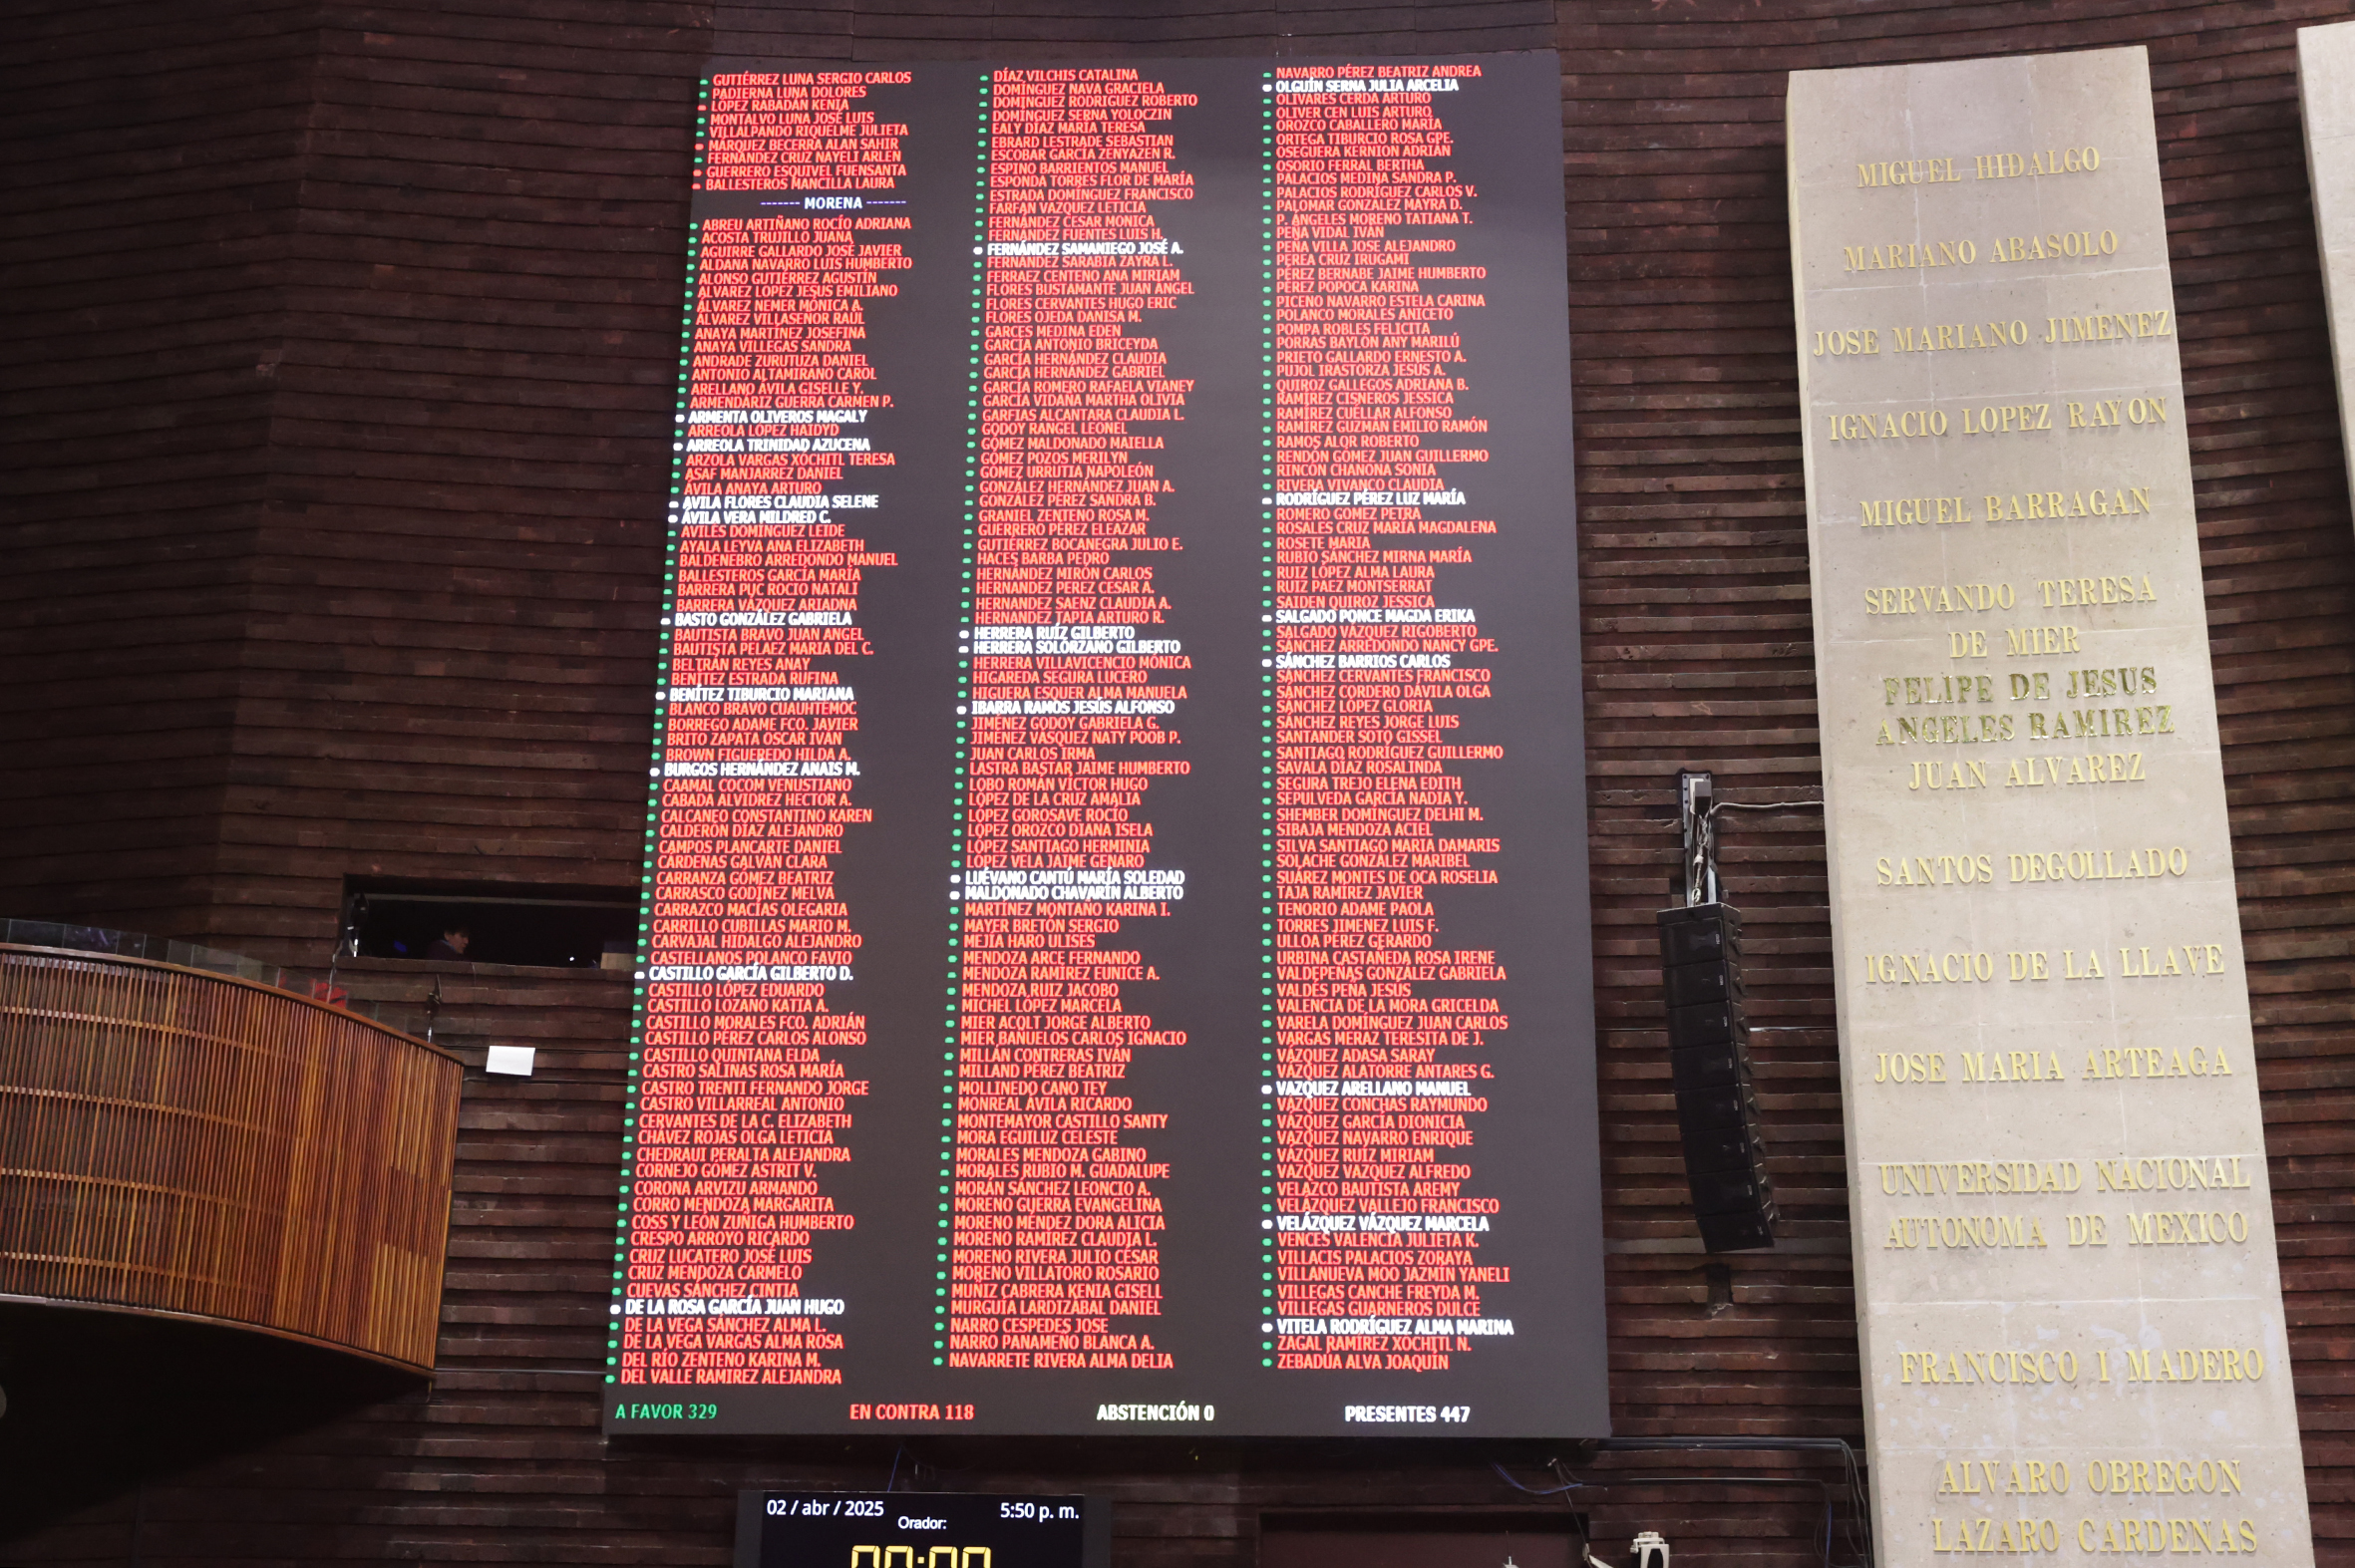 GUTIÉRREZ LUNA SERGIO CARLOS
PADIERNA LUNA DOLORES
LÓPEZ RABADÁN KENIA
MONTALVO LUNA JOSÉ LUIS
VILLALPANDO RIQUELME JULIETA
MÁRQUEZ BECERRA ALAN SAHIR
FERNÁNDEZ CRUZ NAYELI ARLEN
GUERRERO ESQUIVEL FUENSANTA
BALLESTEROS MANCILLA LAURA
------- MORENA -------
ABREU ARTIÑANO ROCÍO ADRIANA
ACOSTA TRUJILLO JUANA
AGUIRRE GALLARDO JOSÉ JAVIER
ALDANA NAVARRO LUIS HUMBERTO
ALONSO GUTIÉRREZ AGUSTÍN
ÁLVAREZ LÓPEZ JESÚS EMILIANO
ÁLVAREZ NEMER MÓNICA A.
ÁLVAREZ VILLASEÑOR RAÚL
ANAYA MARTÍNEZ JOSEFINA
ANAYA VILLEGAS SANDRA
ANDRADE ZURUTUZA DANIEL
ANTONIO ALTAMIRANO CAROL
ARELLANO ÁVILA GISELLE Y.
ARMENDÁRIZ GUERRA CARMEN P.
ARMENTA OLIVEROS MAGALY
ARREOLA LÓPEZ HAIDYD
ARREOLA TRINIDAD AZUCENA
ARZOLA VARGAS XÓCHITL TERESA
ASAF MANJARREZ DANIEL
ÁVILA ANAYA ARTURO
ÁVILA FLORES CLAUDIA SELENE
ÁVILA VERA MILDRED C.
AVILÉS DOMÍNGUEZ LEIDE
AYALA LEYVA ANA ELIZABETH
BALDENEBRO ARREDONDO MANUEL
BALLESTEROS GARCÍA MARÍA
BARRERA PUC ROCÍO NATALI
BARRERA VÁZQUEZ ARIADNA
BASTO GONZÁLEZ GABRIELA
BAUTISTA BRAVO JUAN ANGEL
BAUTISTA PELÁEZ MARIA DEL C.
BELTRÁN REYES ANAY
BENÍTEZ ESTRADA RUFINA
BENÍTEZ TIBURCIO MARIANA
BLANCO BRAVO CUAUHTÉMOC
BORREGO ADAME FCO. JAVIER
BRITO ZAPATA ÓSCAR IVÁN
BROWN FIGUEREDO HILDA A.
BURGOS HERNÁNDEZ ANAIS M.
CAAMAL COCOM VENUSTIANO
CABADA ALVIDREZ HECTOR A.
CALCANEO CONSTANTINO KAREN
CALDERÓN DÍAZ ALEJANDRO
CAMPOS PLANCARTE DANIEL
CÁRDENAS GALVÁN CLARA
CARRANZA GÓMEZ BEATRIZ
CARRASCO GODÍNEZ MELVA
CARRAZCO MACÍAS OLEGARIA
CARRILLO CUBILLAS MARIO M.
CARVAJAL HIDALGO ALEJANDRO
CASTELLANOS POLANCO FAVIO
CASTILLO GARCÍA GILBERTO D.
CASTILLO LÓPEZ EDUARDO
CASTILLO LOZANO KATIA A.
CASTILLO MORALES FCO. ADRIÁN
CASTILLO PÉREZ CARLOS ALONSO
CASTILLO QUINTANA ELDA
CASTRO SALINAS ROSA MARÍA
CASTRO TRENTI FERNANDO JORGE
CASTRO VILLARREAL ANTONIO
CERVANTES DE LA C. ELIZABETH
CHÁVEZ ROJAS OLGA LETICIA
CHEDRAUI PERALTA ALEJANDRA
CORNEJO GÓMEZ ASTRIT V.
CORONA ARVIZU ARMANDO
CORRO MENDOZA MARGARITA
COSS Y LEÓN ZÚÑIGA HUMBERTO
CRESPO ARROYO RICARDO
CRUZ LUCATERO JOSÉ LUIS
CRUZ MENDOZA CARMELO
CUEVAS SÁNCHEZ CINTIA
DE LA ROSA GARCÍA JUAN HUGO
DE LA VEGA SÁNCHEZ ALMA L.
DE LA VEGA VARGAS ALMA ROSA
DEL RÍO ZENTENO KARINA M.
DEL VALLE RAMIREZ ALEJANDRA
DÍAZ VILCHIS CATALINA
DOMÍNGUEZ NAVA GRACIELA
DOMINGUEZ RODRIGUEZ ROBERTO
DOMÍNGUEZ SERNA YOLOCZIN
EALY DÍAZ MARÍA TERESA
EBRARD LESTRADE SEBASTIAN
ESCOBAR GARCÍA ZENYAZEN R.
ESPINO BARRIENTOS MANUEL
ESPONDA TORRES FLOR DE MARÍA
ESTRADA DOMÍNGUEZ FRANCISCO
FARFÁN VÁZQUEZ LETICIA
FERNÁNDEZ CÉSAR MÓNICA
FERNÁNDEZ FUENTES LUIS H.
FERNÁNDEZ SAMANIEGO JOSÉ A.
FERNÁNDEZ SARABIA ZAYRA L.
FERRÁEZ CENTENO ANA MIRIAM
FLORES BUSTAMANTE JUAN ANGEL
FLORES CERVANTES HUGO ERIC
FLORES OJEDA DANISA M.
GARCÉS MEDINA EDEN
GARCÍA ANTONIO BRICEYDA
GARCÍA HERNÁNDEZ CLAUDIA
GARCÍA HERNÁNDEZ GABRIEL
GARCÍA ROMERO RAFAELA VIANEY
GARCÍA VIDAÑA MARTHA OLIVIA
GARFIAS ALCANTARA CLAUDIA L.
GODOY RANGEL LEONEL
GÓMEZ MALDONADO MAIELLA
GÓMEZ POZOS MERILYN
GÓMEZ URRUTIA NAPOLEÓN
GONZÁLEZ HERNÁNDEZ JUAN A.
GONZÁLEZ PÉREZ SANDRA B.
GRANIEL ZENTENO ROSA M.
GUERRERO PÉREZ ELEAZAR
GUTIÉRREZ BOCANEGRA JULIO E.
HACES BARBA PEDRO
HERNÁNDEZ MIRÓN CARLOS
HERNANDEZ PEREZ CESAR A.
HERNANDEZ SAENZ CLAUDIA A.
HERNÁNDEZ TAPIA ARTURO R.
HERRERA RUÍZ GILBERTO
HERRERA SOLÓRZANO GILBERTO
HERRERA VILLAVICENCIO MÓNICA
HIGAREDA SEGURA LUCERO
HIGUERA ESQUER ALMA MANUELA
IBARRA RAMOS JESÚS ALFONSO
JIMÉNEZ GODOY GABRIELA G.
JIMÉNEZ VÁSQUEZ NATY POOB P.
JUAN CARLOS IRMA
LASTRA BASTAR JAIME HUMBERTO
LOBO ROMÁN VÍCTOR HUGO
LÓPEZ DE LA CRUZ AMALIA
LÓPEZ GOROSAVE ROCÍO
LÓPEZ OROZCO DIANA ISELA
LÓPEZ SANTIAGO HERMINIA
LÓPEZ VELA JAIME GENARO
LUÉVANO CANTÚ MARÍA SOLEDAD
MALDONADO CHAVARÍN ALBERTO
MARTÍNEZ MONTAÑO KARINA I.
MAYER BRETÓN SERGIO
MEJÍA HARO ULISES
MENDOZA ARCE FERNANDO
MENDOZA RAMÍREZ EUNICE A.
MENDOZA RUIZ JACOBO
MICHEL LÓPEZ MARCELA
MIER ACOLT JORGE ALBERTO
MIER BAÑUELOS CARLOS IGNACIO
MILLÁN CONTRERAS IVÁN
MILLAND PÉREZ BEATRIZ
MOLLINEDO CANO TEY
MONREAL ÁVILA RICARDO
MONTEMAYOR CASTILLO SANTY
MORA EGUILUZ CELESTE
MORALES MENDOZA GABINO
MORALES RUBIO M. GUADALUPE
MORÁN SÁNCHEZ LEONCIO A.
MORENO GUERRA EVANGELINA
MORENO MÉNDEZ DORA ALICIA
MORENO RAMÍREZ CLAUDIA L.
MORENO RIVERA JULIO CÉSAR
MORENO VILLATORO ROSARIO
MUÑIZ CABRERA KENIA GISELL
MURGUÍA LARDIZÁBAL DANIEL
NARRO CÉSPEDES JOSÉ
NARRO PANAMEÑO BLANCA A.
NAVARRETE RIVERA ALMA DELIA
NAVARRO PÉREZ BEATRIZ ANDREA
OLGUÍN SERNA JULIA ARCELIA
OLIVARES CERDA ARTURO
OLIVER CEN LUIS ARTURO
OROZCO CABALLERO MARÍA
ORTEGA TIBURCIO ROSA GPE.
OSEGUERA KERNION ADRIÁN
OSORIO FERRAL BERTHA
PALACIOS MEDINA SANDRA P.
PALACIOS RODRÍGUEZ CARLOS V.
PALOMAR GONZÁLEZ MAYRA D.
P. ÁNGELES MORENO TATIANA T.
PEÑA VIDAL IVÁN
PEÑA VILLA JOSE ALEJANDRO
PEREA CRUZ IRUGAMI
PÉREZ BERNABE JAIME HUMBERTO
PÉREZ POPOCA KARINA
PICENO NAVARRO ESTELA CARINA
POLANCO MORALES ANICETO
POMPA ROBLES FELICITA
PORRAS BAYLÓN ANY MARILÚ
PRIETO GALLARDO ERNESTO A.
PUJOL IRASTORZA JESÚS A.
QUIROZ GALLEGOS ADRIANA B.
RAMÍREZ CISNEROS JESSICA
RAMÍREZ CUÉLLAR ALFONSO
RAMÍREZ GUZMÁN EMILIO RAMÓN
RAMOS ALOR ROBERTO
RENDÓN GÓMEZ JUAN GUILLERMO
RINCÓN CHANONA SONIA
RIVERA VIVANCO CLAUDIA
RODRÍGUEZ PÉREZ LUZ MARÍA
ROMERO GOMEZ PETRA
ROSALES CRUZ MARÍA MAGDALENA
ROSETE MARIA
RUBIO SÁNCHEZ MIRNA MARÍA
RUIZ LÓPEZ ALMA LAURA
RUIZ PÁEZ MONTSERRAT
SAIDEN QUIROZ JESSICA
SALGADO PONCE MAGDA ERIKA
SALGADO VÁZQUEZ RIGOBERTO
SÁNCHEZ ARREDONDO NANCY GPE.
SÁNCHEZ BARRIOS CARLOS
SÁNCHEZ CERVANTES FRANCISCO
SÁNCHEZ CORDERO DÁVILA OLGA
SÁNCHEZ LÓPEZ GLORIA
SÁNCHEZ REYES JORGE LUIS
SANTANDER SOTO GISSEL
SANTIAGO RODRÍGUEZ GUILLERMO
SAVALA DÍAZ ROSALINDA
SEGURA TREJO ELENA EDITH
SEPÚLVEDA GARCÍA NADIA Y.
SHEMBER DOMÍNGUEZ DELHI M.
SIBAJA MENDOZA ACIEL
SILVA SANTIAGO MARÍA DAMARIS
SOLACHE GONZÁLEZ MARIBEL
SUÁREZ MONTES DE OCA ROSELIA
TAJA RAMIREZ JAVIER
TENORIO ADAME PAOLA
TORRES JIMENEZ LUIS F.
ULLOA PÉREZ GERARDO
URBINA CASTAÑEDA ROSA IRENE
VALDEPEÑAS GONZÁLEZ GABRIELA
VALDÉS PEÑA JESÚS
VALENCIA DE LA MORA GRICELDA
VARELA DOMÍNGUEZ JUAN CARLOS
VARGAS MERAZ TERESITA DE J.
VÁZQUEZ ADASA SARAY
VÁZQUEZ ALATORRE ANTARES G.
VÁZQUEZ ARELLANO MANUEL
VÁZQUEZ CONCHAS RAYMUNDO
VÁZQUEZ GARCÍA DIONICIA
VÁZQUEZ NAVARRO ENRIQUE
VÁZQUEZ RUÍZ MIRIAM
VÁZQUEZ VÁZQUEZ ALFREDO
VELAZCO BAUTISTA AREMY
VELÁZQUEZ VALLEJO FRANCISCO
VELÁZQUEZ VÁZQUEZ MARCELA
VENCES VALENCIA JULIETA K.
VILLACIS PALACIOS ZORAYA
VILLANUEVA MOO JAZMÍN YANELI
VILLEGAS CANCHE FREYDA M.
VILLEGAS GUARNEROS DULCE
VITELA RODRÍGUEZ ALMA MARINA
ZAGAL RAMÍREZ XÓCHITL N.
ZEBADÚA ALVA JOAQUÍN
A FAVOR 329 EN CONTRA 118 ABSTENCIÓN 0 PRESENTES 447
02 / abr / 2025 5:50 p. m.
Orador:
00:00
MIGUEL HIDALGO
MARIANO ABASOLO
JOSE MARIANO JIMENEZ
IGNACIO LOPEZ RAYON
MIGUEL BARRAGAN
SERVANDO TERESA
DE MIER
FELIPE DE JESUS
ANGELES RAMIREZ
JUAN ALVAREZ
SANTOS DEGOLLADO
IGNACIO DE LA LLAVE
JOSE MARIA ARTEAGA
UNIVERSIDAD NACIONAL
AUTONOMA DE MEXICO
FRANCISCO I MADERO
ALVARO OBREGON
LAZARO CARDENAS